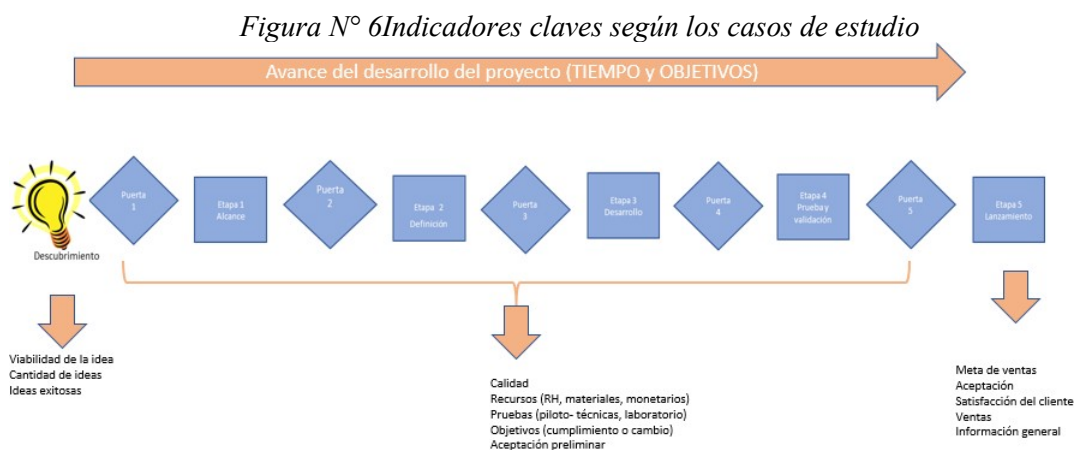 Figura N° 6Indicadores claves según los casos de estudio
Avance del desarrollo del proyecto (TIEMPO y OBJETIVOS)
Descubrimiento
Puerta
1
Etapa 1
Alcance
Puerta
2
Etapa 2
Definición
Puerta
3
Etapa 3
Desarrollo
Puerta
4
Etapa 4
Prueba y
validación
Puerta
5
Etapa 5
Lanzamiento
Viabilidad de la idea
Cantidad de ideas
Ideas exitosas
Calidad
Recursos (RH, materiales, monetarios)
Pruebas (piloto- técnicas, laboratorio)
Objetivos (cumplimiento o cambio)
Aceptación preliminar
Meta de ventas
Aceptación
Satisfacción del cliente
Ventas
Información general